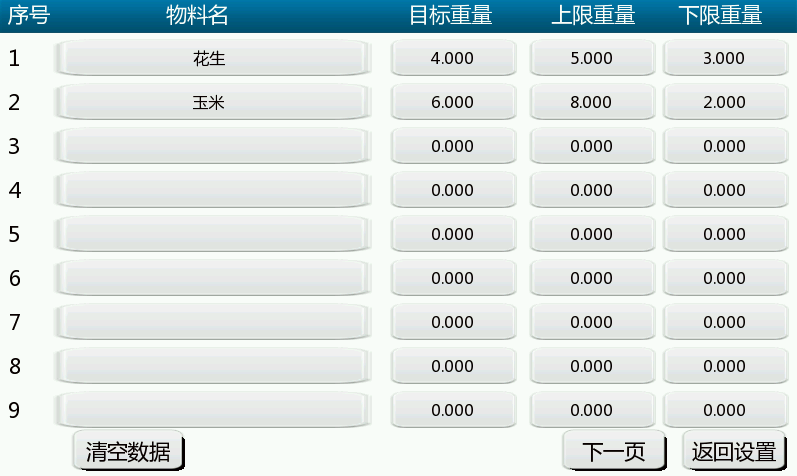 序号 物料名 目标重量 上限重量 下限重量
1 花生 4.000 5.000 3.000
2 玉米 6.000 8.000 2.000
3 0.000 0.000 0.000
4 0.000 0.000 0.000
5 0.000 0.000 0.000
6 0.000 0.000 0.000
7 0.000 0.000 0.000
8 0.000 0.000 0.000
9 0.000 0.000 0.000
清空数据 下一页 返回设置